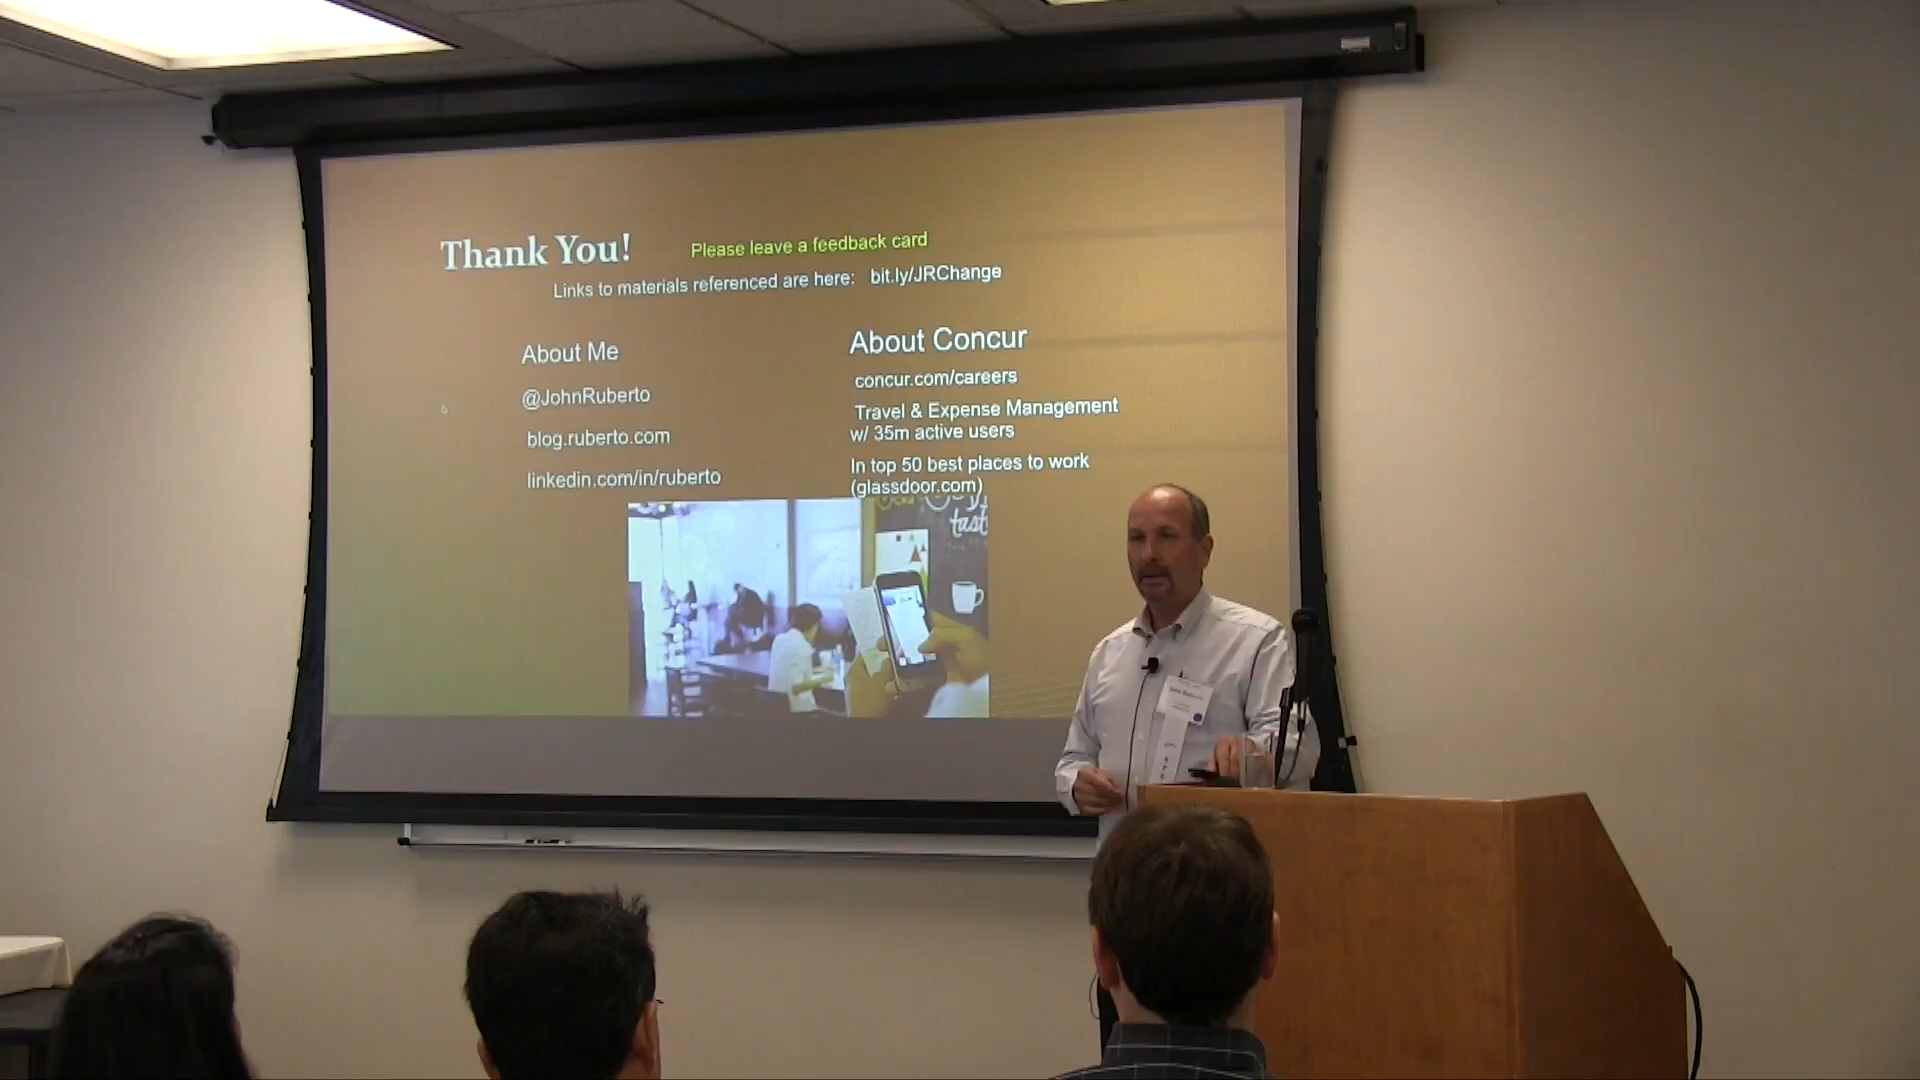 Thank You!
Please leave a feedback card
Links to materials referenced are here: bit.ly/JRChange
About Me
@JohnRuberto
blog.ruberto.com
linkedin.com/in/ruberto
About Concur
concur.com/careers
Travel & Expense Management
w/ 35m active users
In top 50 best places to work
(glassdoor.com)